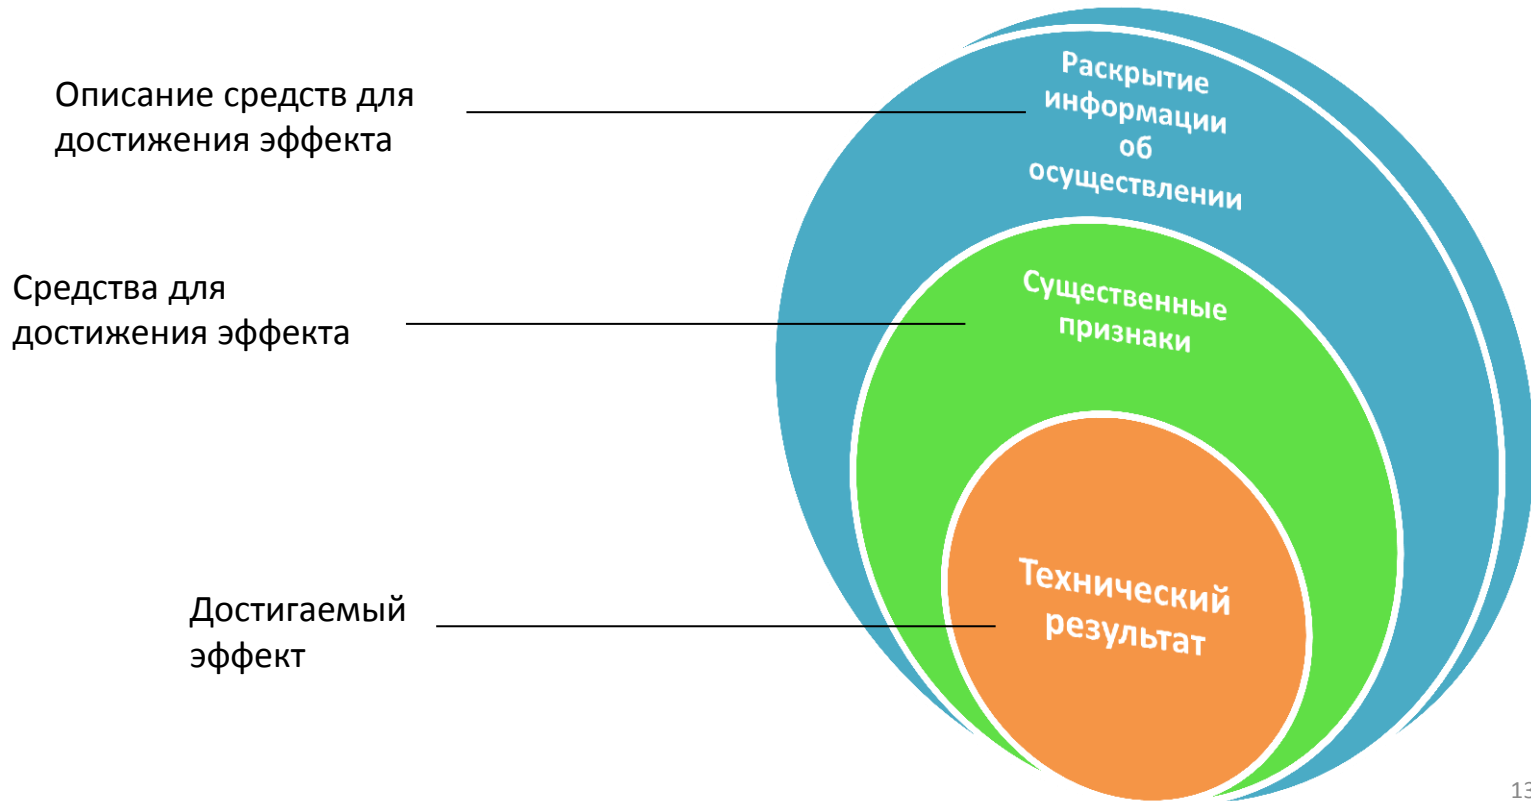 Описание средств для
достижения эффекта
Раскрытие
информации
об
осуществлении
Средства для
достижения эффекта
Существенные
признаки
Достигаемый
эффект
Технический
результат
13